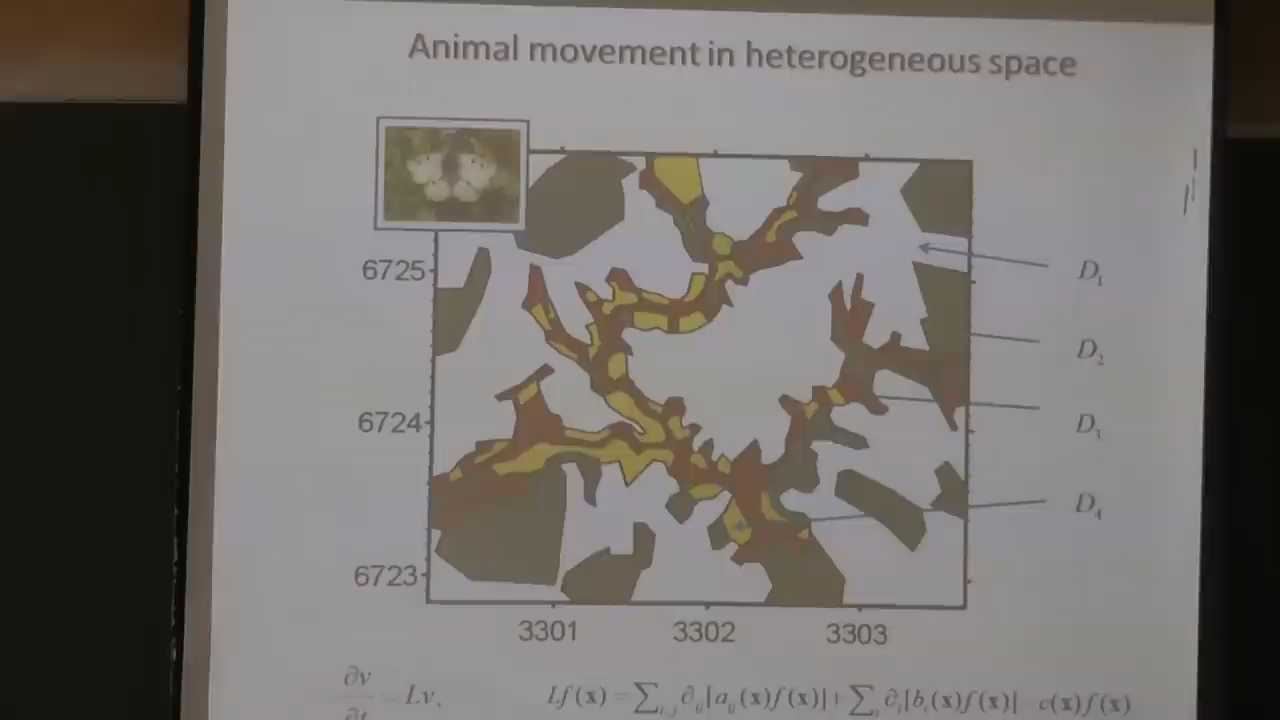 Animal movement in heterogeneous space
6725
6724
6723
3301 3302 3303
D₁
D₂
D₃
D₄
∂v/∂t = Lv, Lf(x) = ∑ᵢ,ⱼ ∂ᵢⱼ[aᵢⱼ(x)f(x)] + ∑ᵢ ∂ᵢ[bᵢ(x)f(x)] − c(x)f(x)